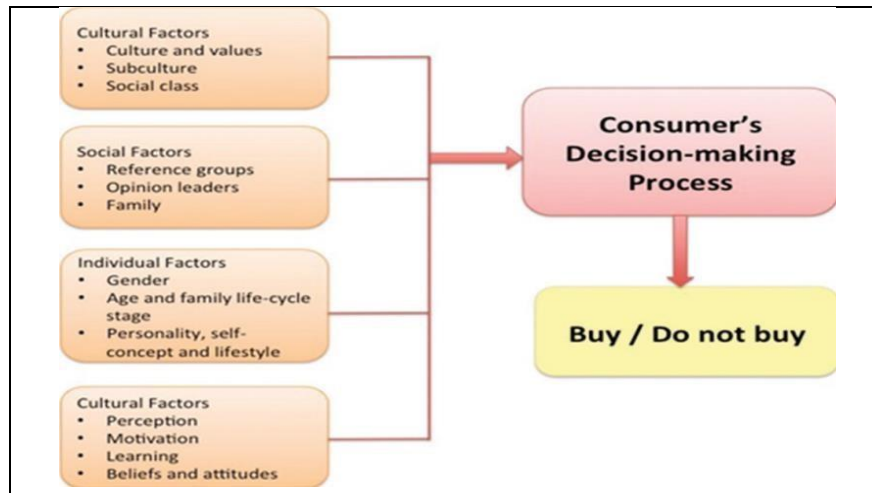 Cultural Factors
• Culture and values
• Subculture
• Social class
Social Factors
• Reference groups
• Opinion leaders
• Family
Individual Factors
• Gender
• Age and family life-cycle
stage
• Personality, self-
concept and lifestyle
Cultural Factors
• Perception
• Motivation
• Learning
• Beliefs and attitudes
Consumer’s
Decision-making
Process
Buy / Do not buy